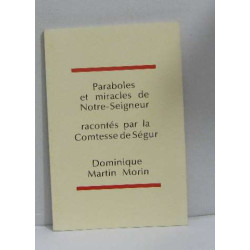 Paraboles
et miracles de
Notre-Seigneur
racontés par la
Comtesse de Ségur
Dominique
Martin Morin